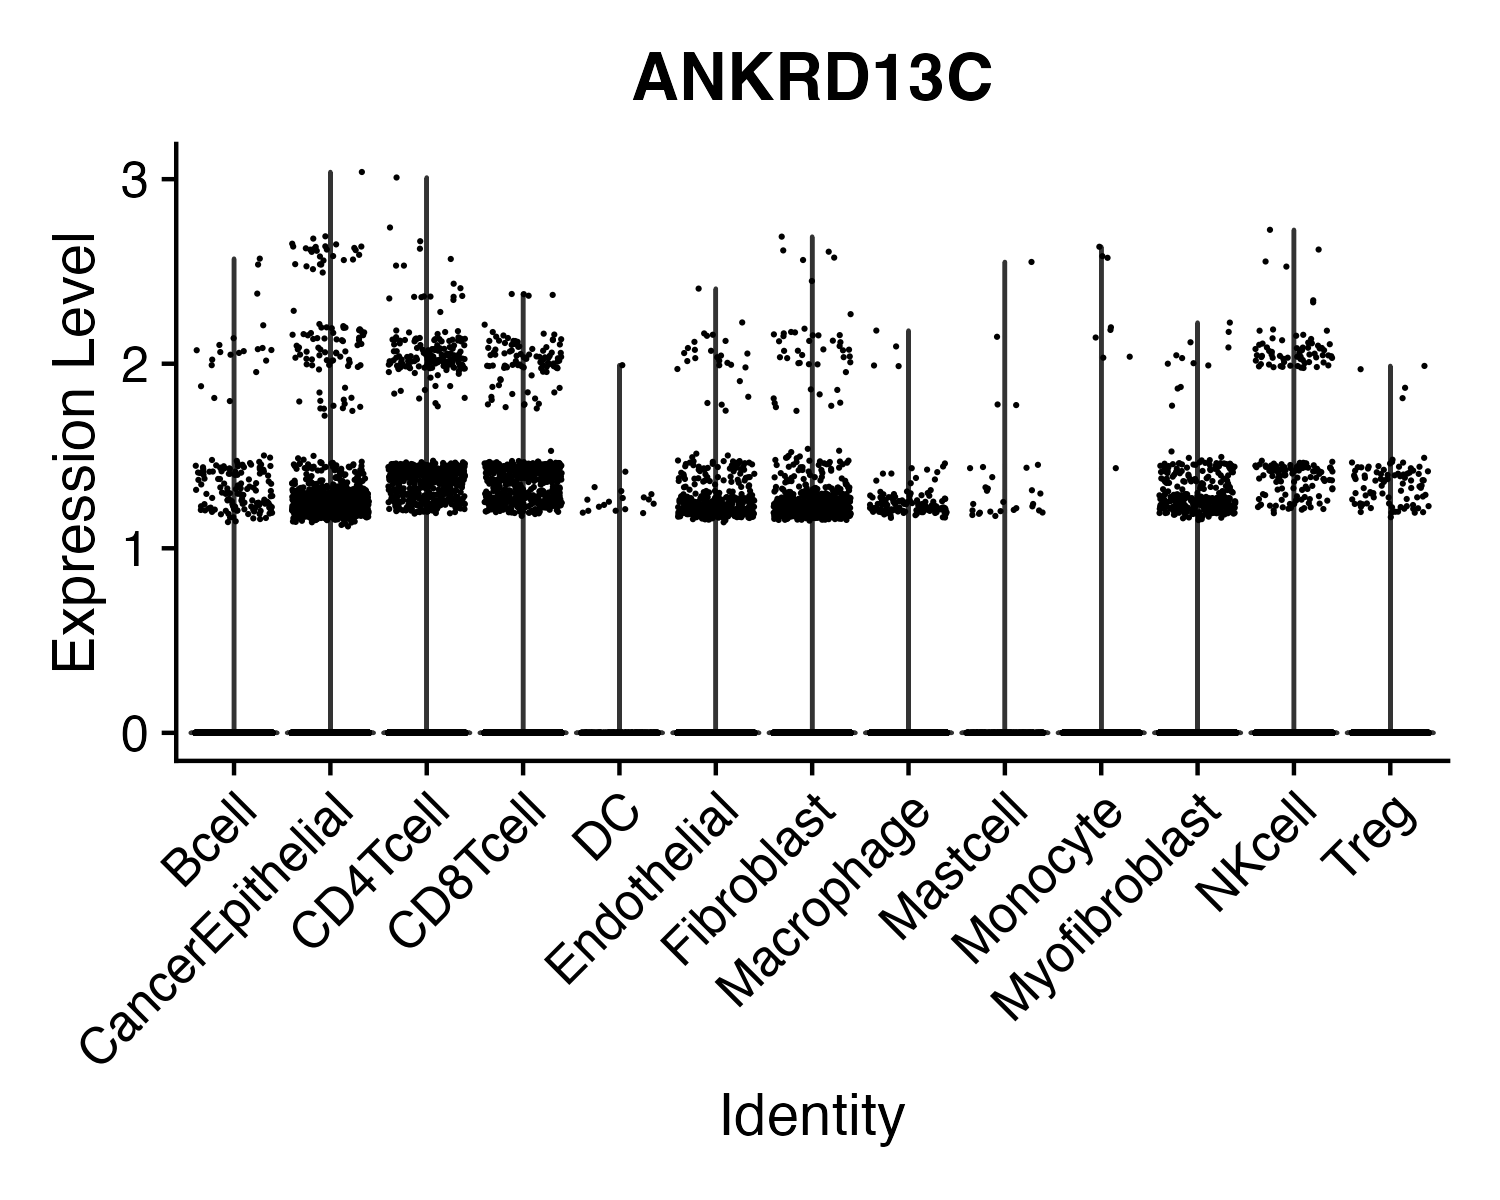 ANKRD13C
Expression Level
3
2
1
0
Bcell
CancerEpithelial
CD4Tcell
CD8Tcell
DC
Endothelial
Fibroblast
Macrophage
Mastcell
Monocyte
Myofibroblast
NKcell
Treg
Identity